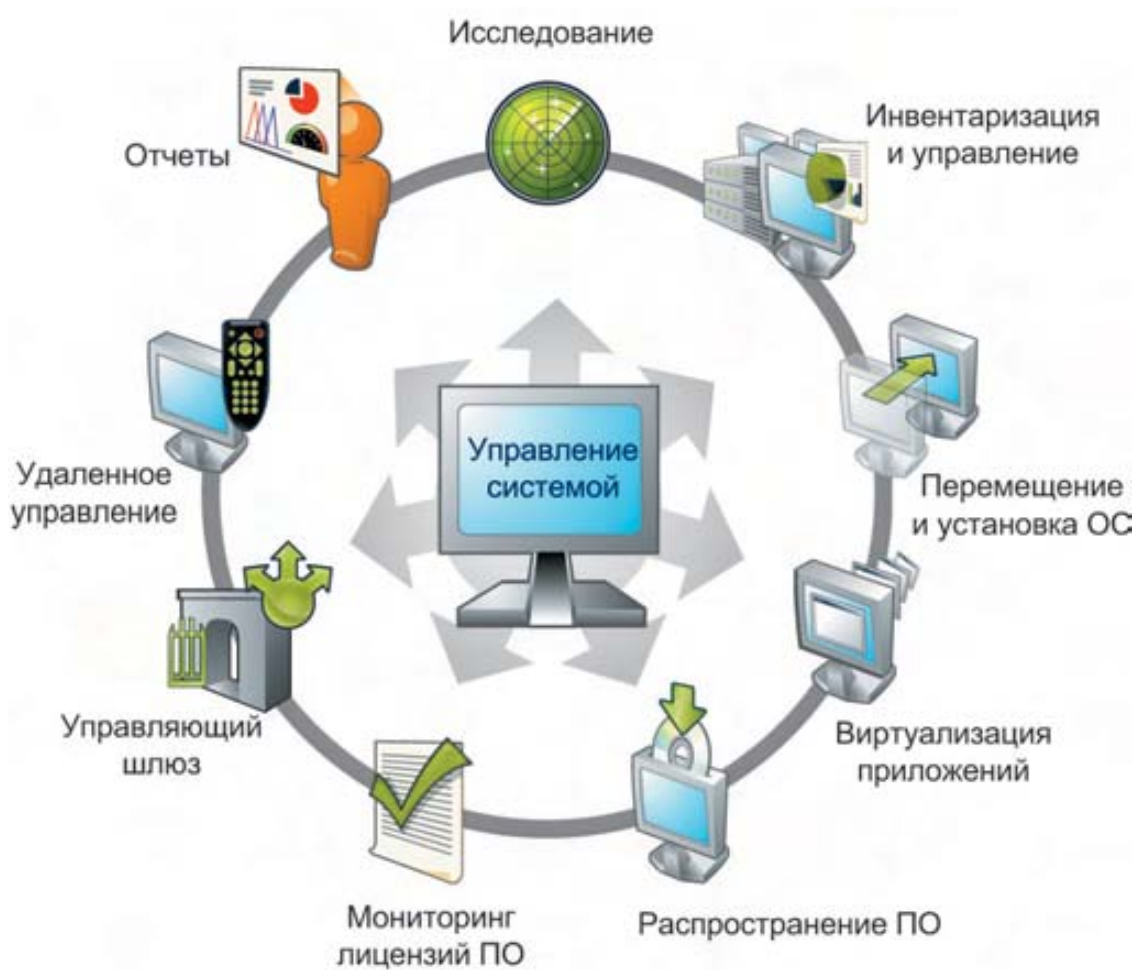 Исследование
Инвентаризация
и управление
Перемещение
и установка ОС
Виртуализация
приложений
Распространение ПО
Мониторинг
лицензий ПО
Управляющий
шлюз
Удаленное
управление
Отчеты
Управление
системой